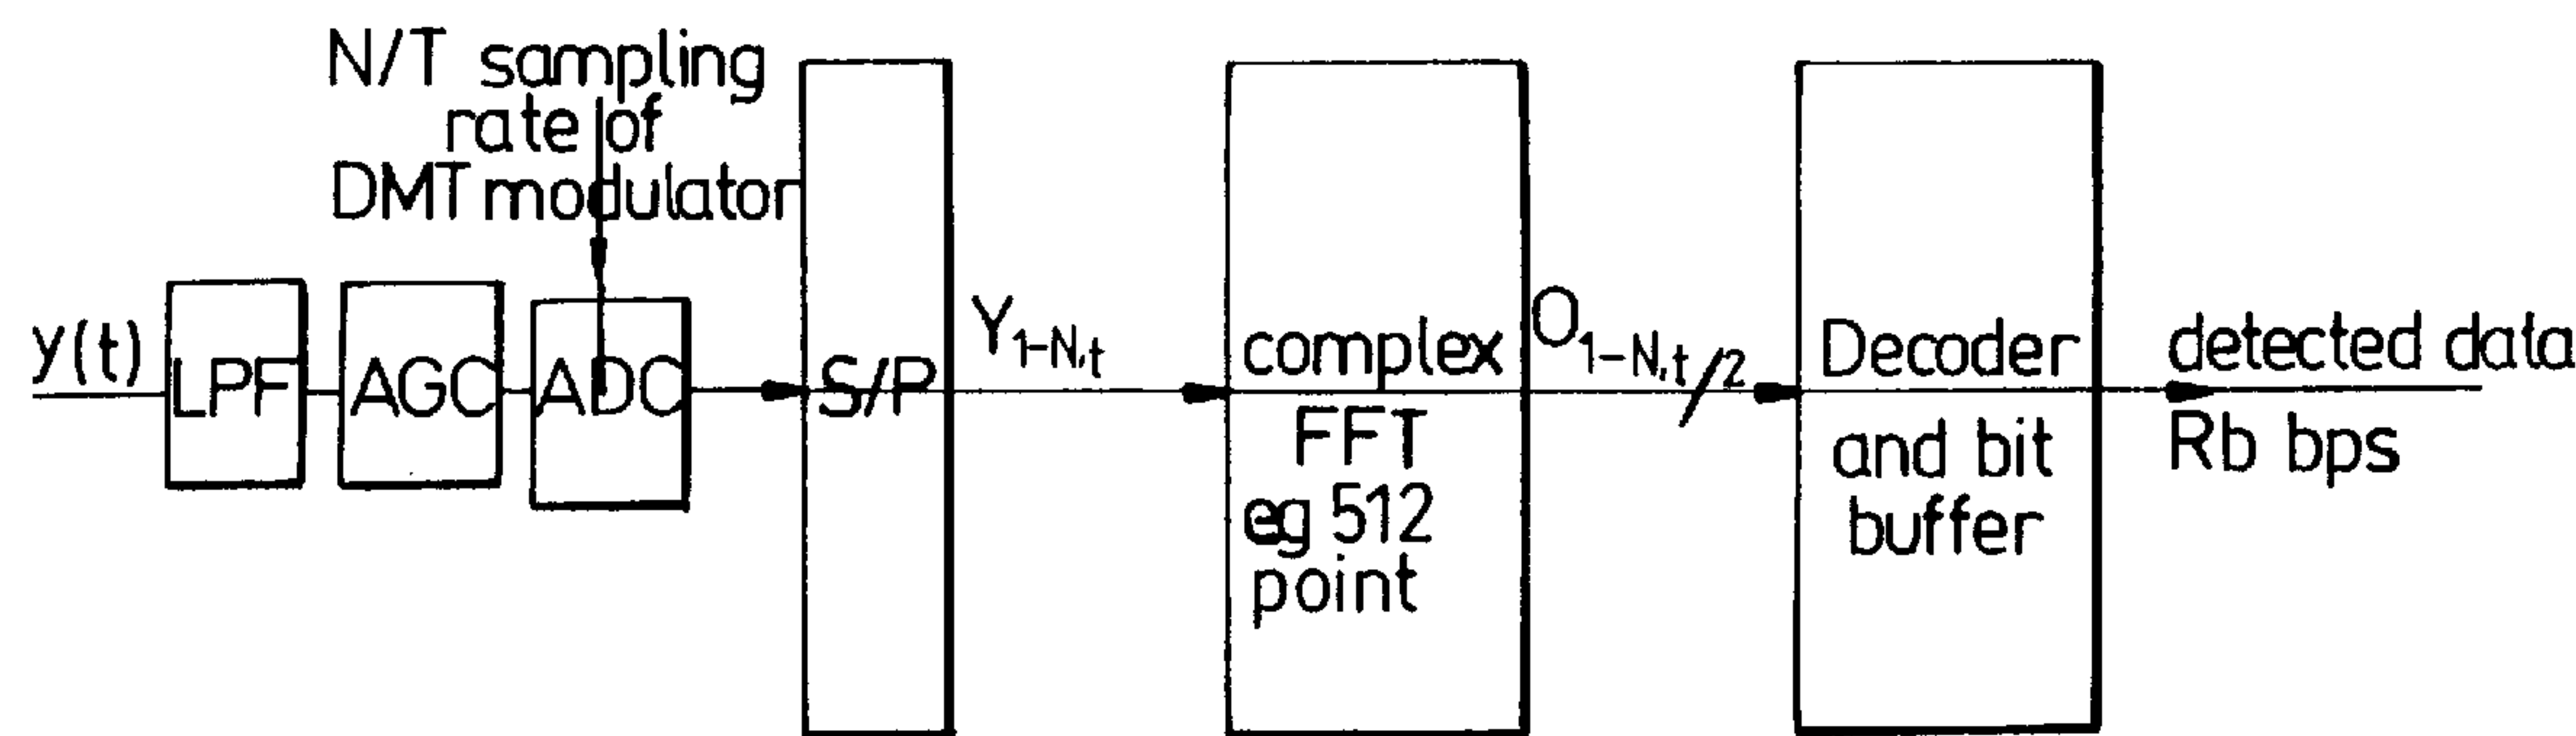 N/T sampling
rate of
DMT modulator
y(t)
LPF
AGC
ADC
S/P
Y1-N,t
complex
FFT
eg 512
point
O1-N,t/2
Decoder
and bit
buffer
detected data
Rb bps